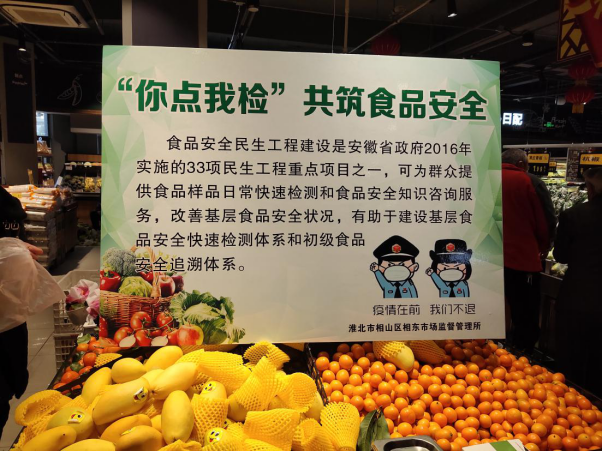 “你点我检” 共筑食品安全
食品安全民生工程建设是安徽省政府2016年
实施的33项民生工程重点项目之一，可为群众提
供食品样品日常快速检测和食品安全知识咨询服
务，改善基层食品安全状况，有助于建设基层食
品安全快速检测体系和初级食品
安全追溯体系。
疫情在前 我们不退
淮北市相山区相东市场监督管理所
日配